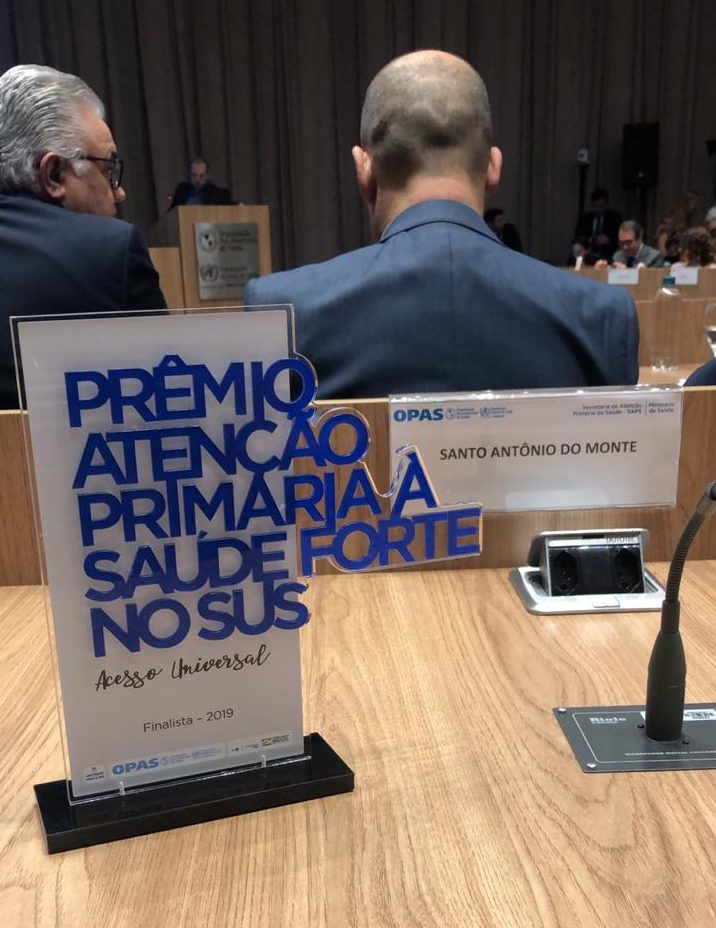 PRÊMIO
ATENÇÃO
PRIMÁRIA À
SAÚDE FORTE
NO SUS
Acesso Universal
Finalista – 2019
OPAS
OPAS
Secretaria de Atenção
Primária da Saúde - SAPS
Ministério
da Saúde
SANTO ANTÔNIO DO MONTE